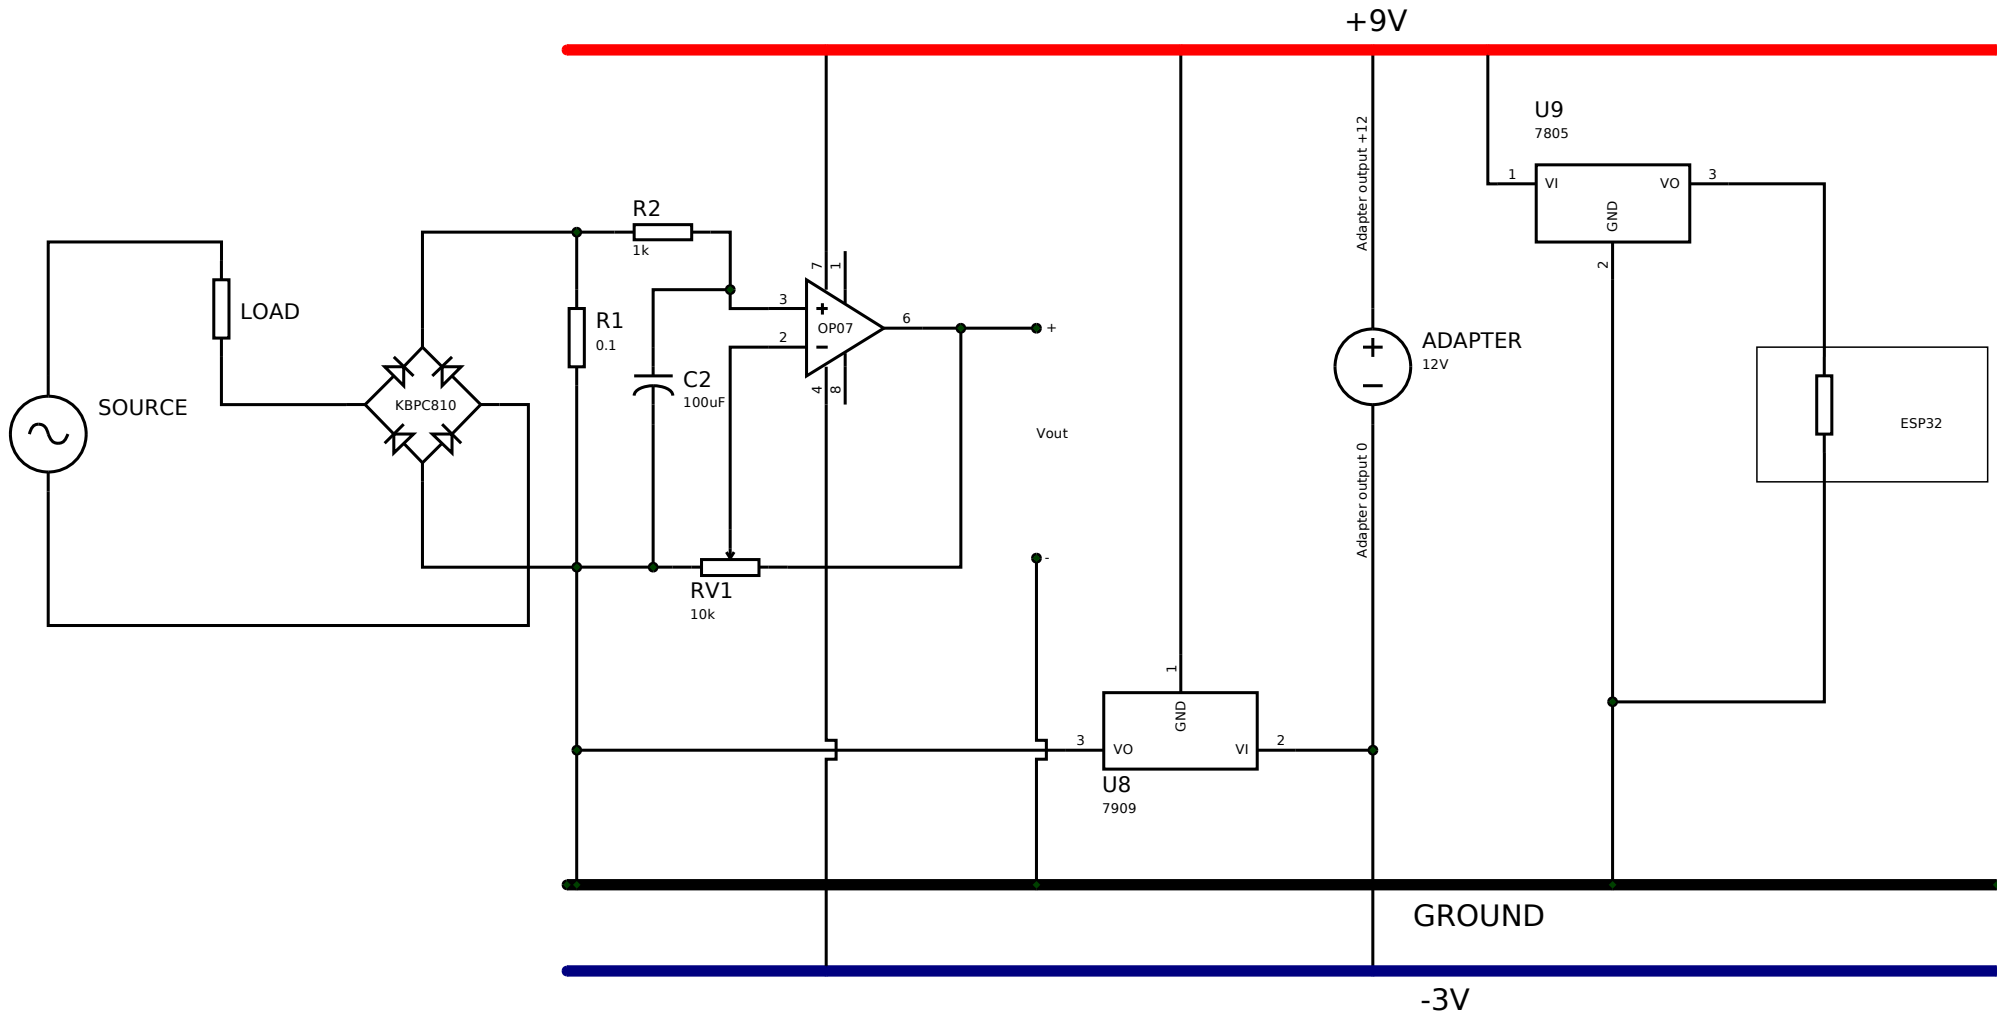 +9V
U9
7805
Adapter output +12
1
VI
VO
3
GND
2
R2
1k
7
1
3
+
OP07
2
−
6
+
4
8
LOAD
R1
0.1
C2
100uF
SOURCE
KBPC810
+
−
ADAPTER
12V
ESP32
Vout
Adapter output 0
-
RV1
10k
1
GND
3
VO
VI
2
U8
7909
GROUND
-3V